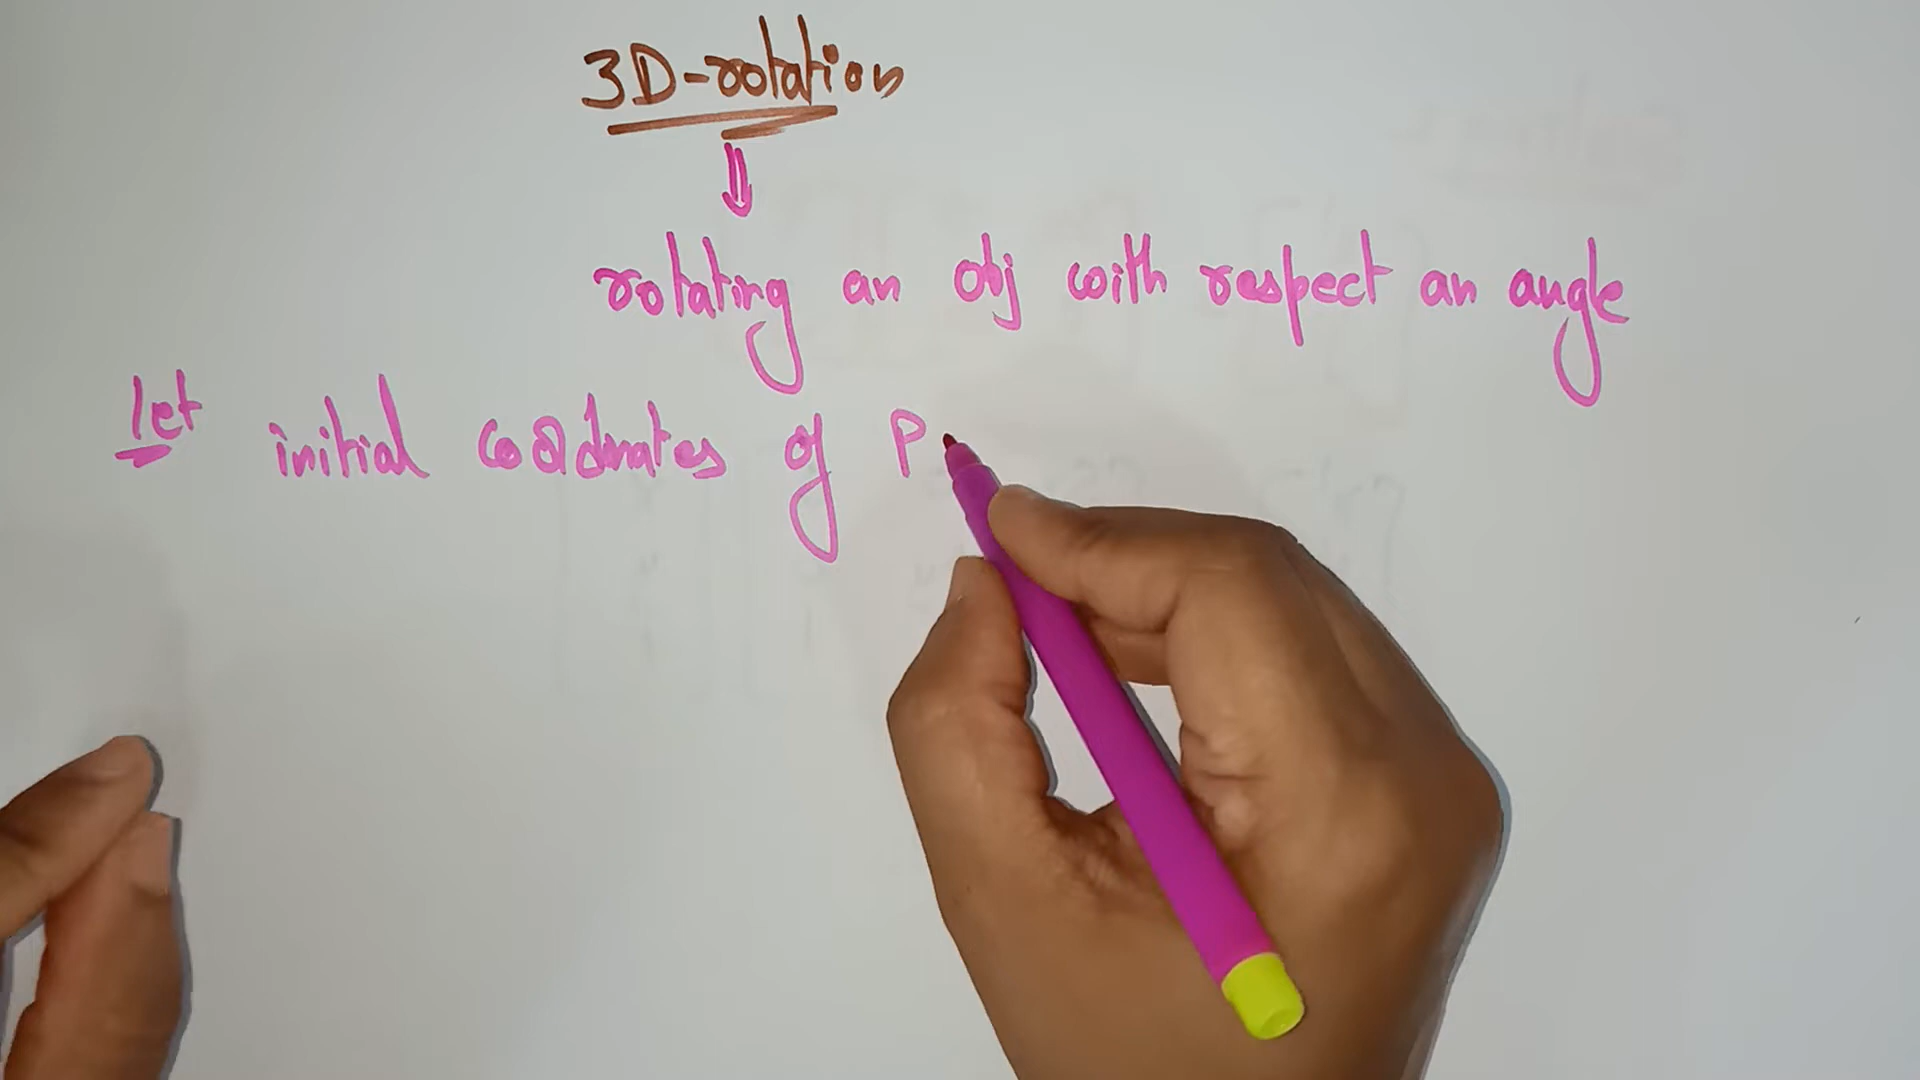 3D-rotation
rotating an obj with respect an angle
let initial coordinates of P